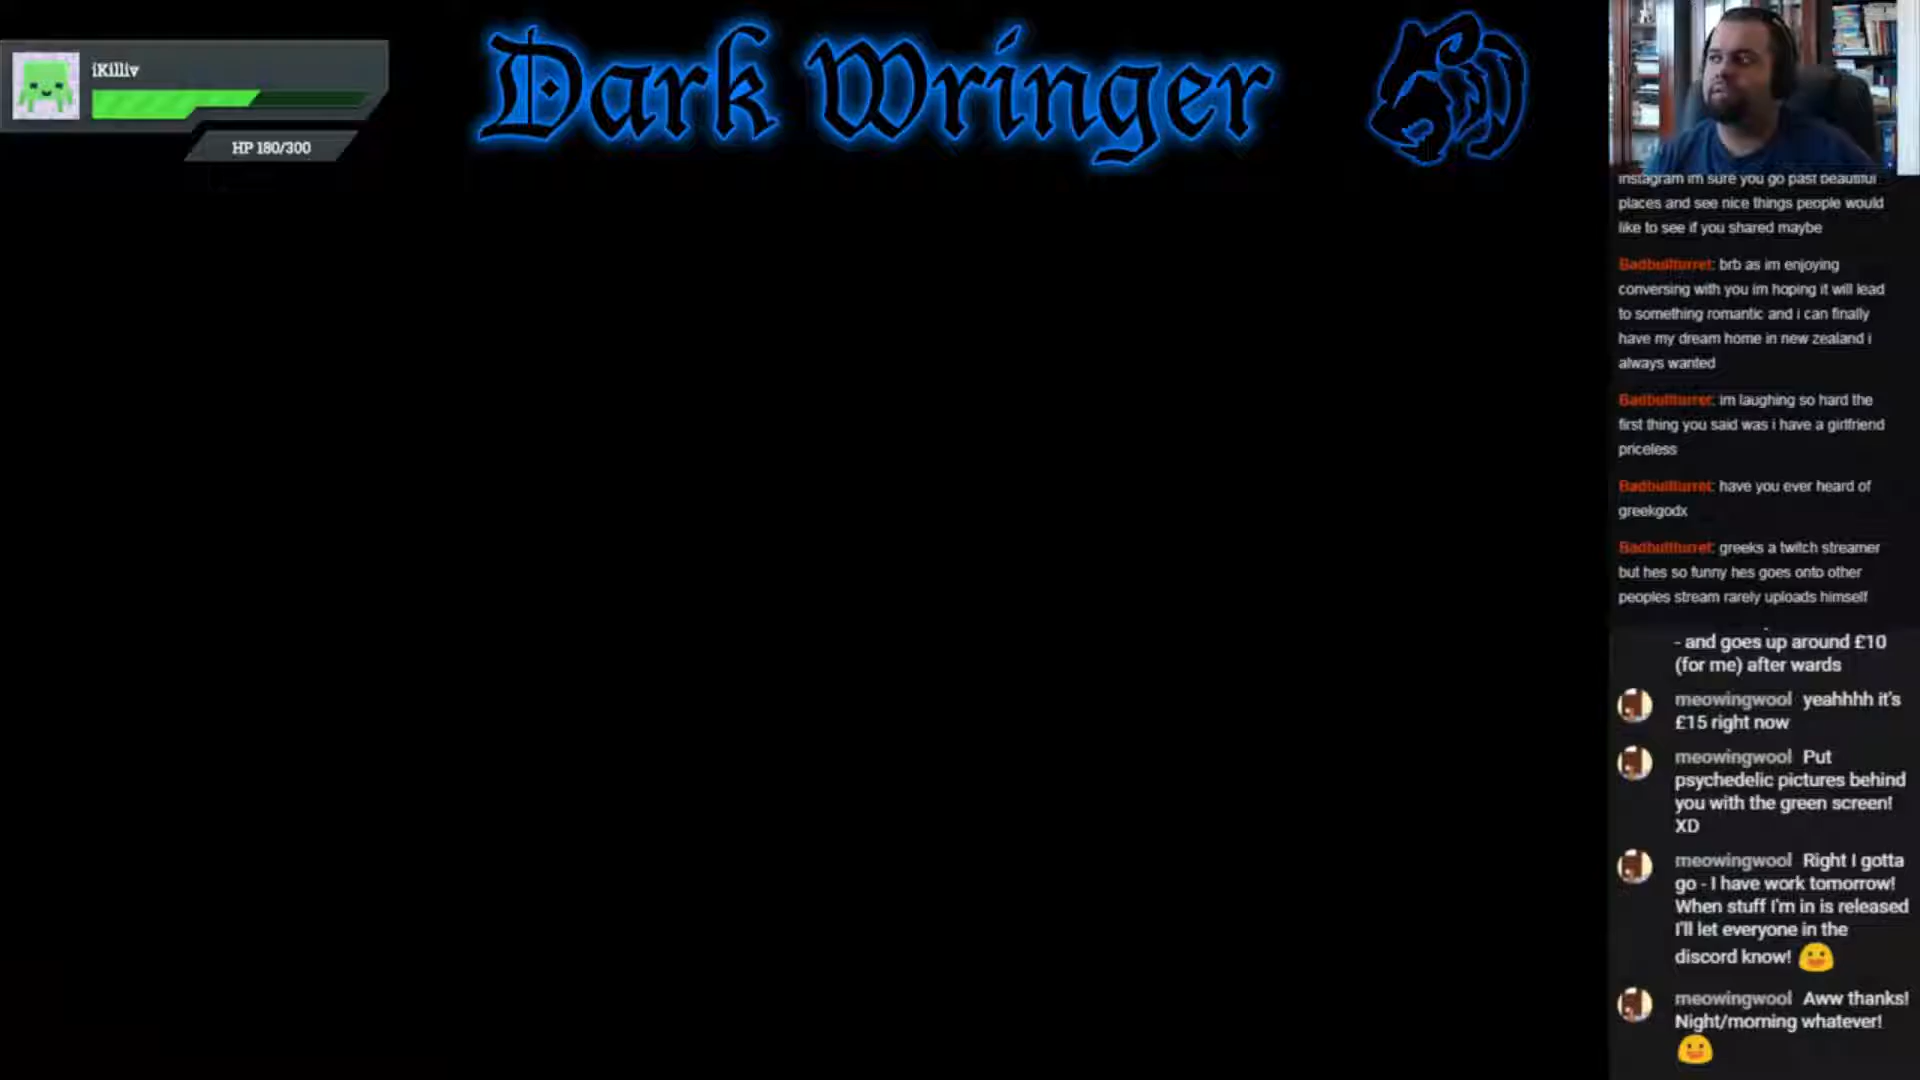 iKilliv
HP 180/300
Dark Wringer
instagram im sure you go past beautiful
places and see nice things people would
like to see if you shared maybe
Badbullturret: brb as im enjoying
conversing with you im hoping it will lead
to something romantic and i can finally
have my dream home in new zealand i
always wanted
Badbullturret: im laughing so hard the
first thing you said was i have a girlfriend
priceless
Badbullturret: have you ever heard of
greekgodx
Badbullturret: greeks a twitch streamer
but hes so funny hes goes onto other
peoples stream rarely uploads himself
- and goes up around £10
(for me) after wards
meowingwool yeahhhh it's
£15 right now
meowingwool Put
psychedelic pictures behind
you with the green screen!
XD
meowingwool Right I gotta
go - I have work tomorrow!
When stuff I'm in is released
I'll let everyone in the
discord know!
meowingwool Aww thanks!
Night/morning whatever!